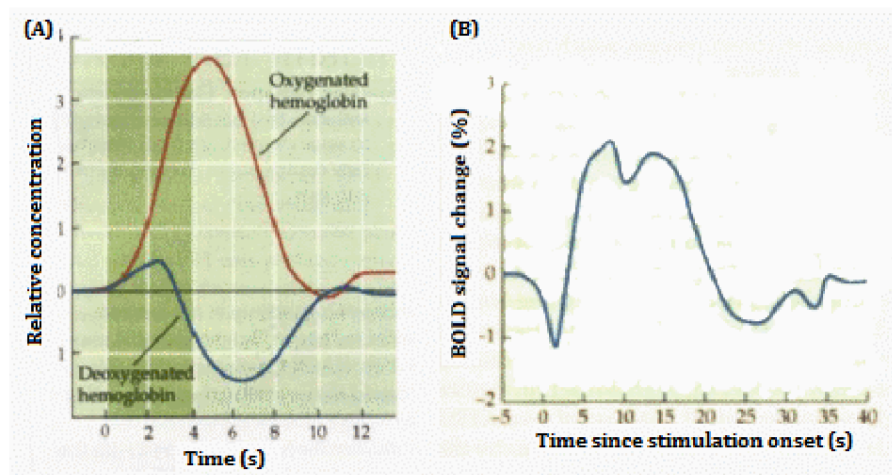 (A)
4
3
2
1
0
1
Relative concentration
Oxygenated
hemoglobin
Deoxygenated
hemoglobin
0 2 4 6 8 10 12
Time (s)
(B)
3
2
1
0
-1
-2
BOLD signal change (%)
-5 0 5 10 15 20 25 30 35 40
Time since stimulation onset (s)